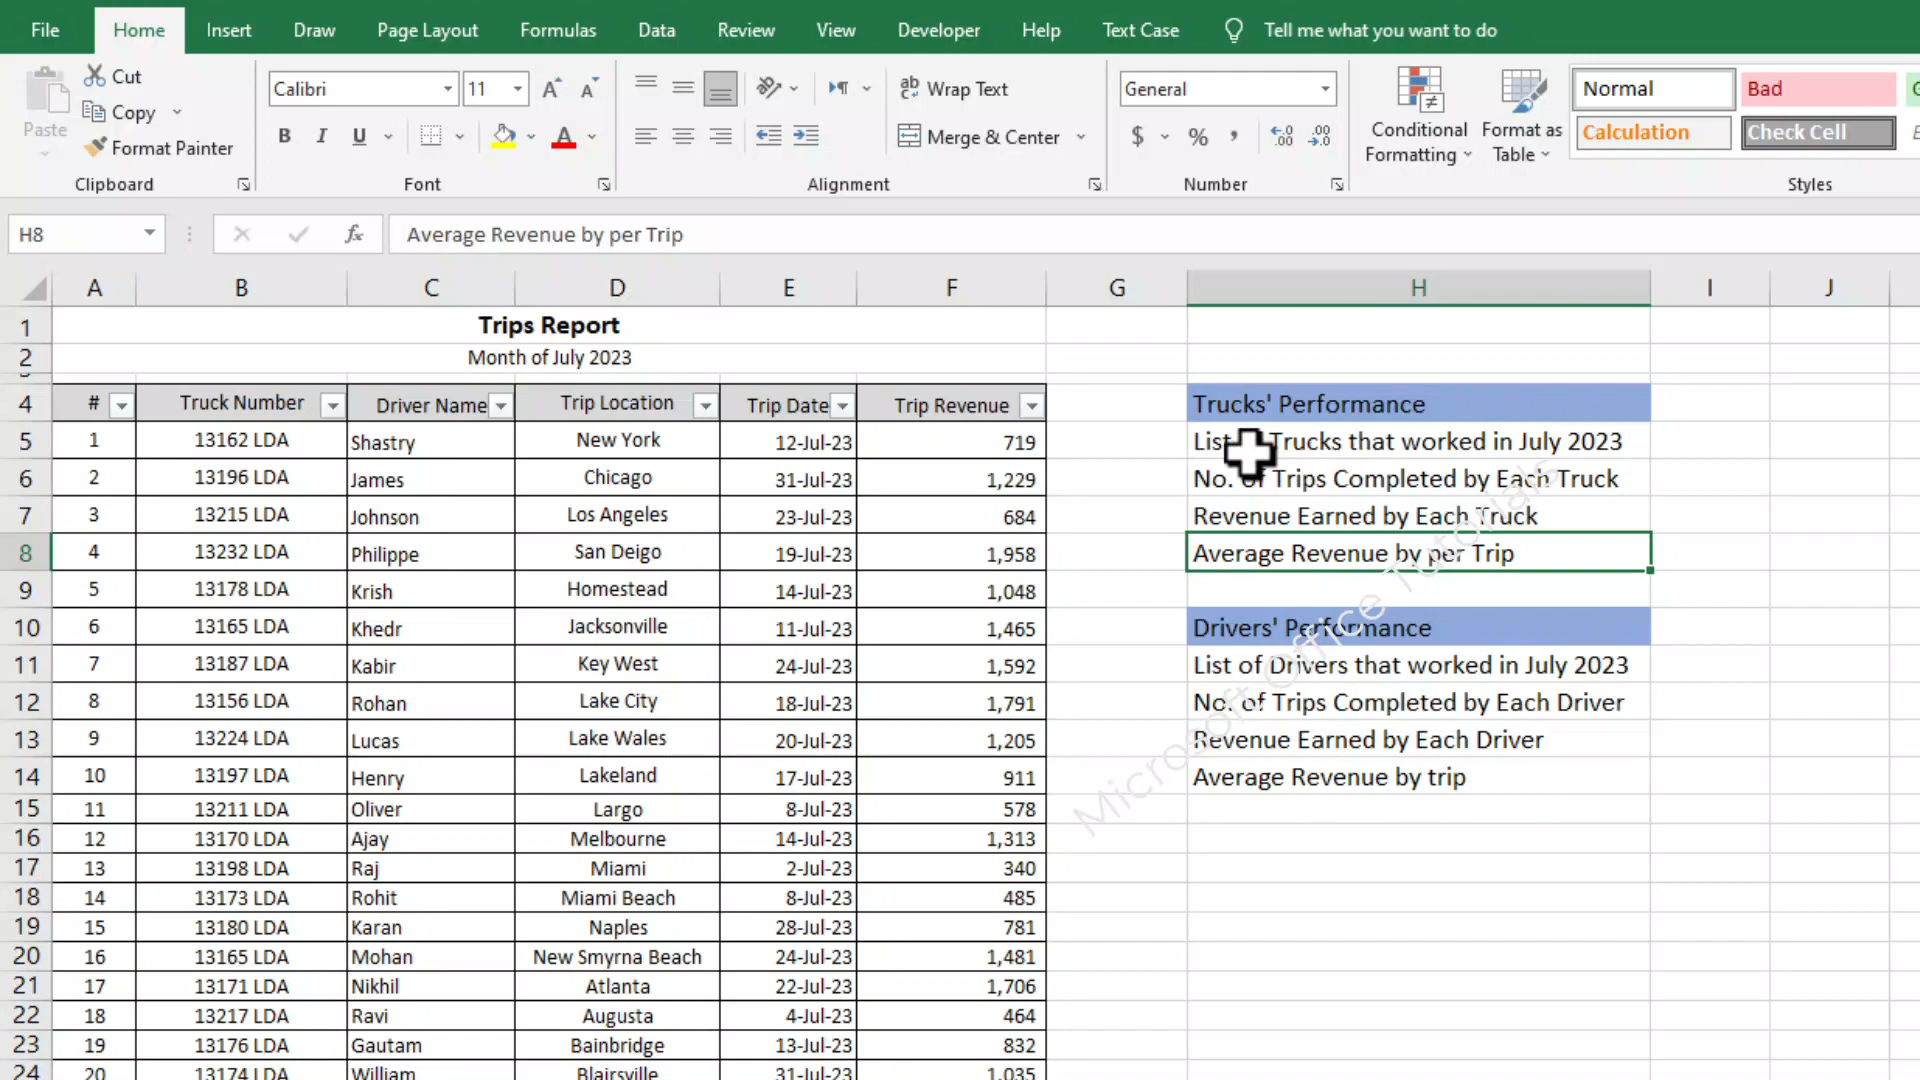 File Home Insert Draw Page Layout Formulas Data Review View Developer Help Text Case Tell me what you want to do
Paste
Cut
Copy
Format Painter
Clipboard
Calibri 11
B I U
Font
Wrap Text
Merge & Center
Alignment
General
$ %
Number
Conditional Formatting
Format as Table
Normal Bad
Calculation Check Cell
Styles
H8 fx Average Revenue by per Trip
A B C D E F G H I J
1 Trips Report
2 Month of July 2023
4 # Truck Number Driver Name Trip Location Trip Date Trip Revenue Trucks' Performance
5 1 13162 LDA Shastry New York 12-Jul-23 719 List Trucks that worked in July 2023
6 2 13196 LDA James Chicago 31-Jul-23 1,229 No. of Trips Completed by Each Truck
7 3 13215 LDA Johnson Los Angeles 23-Jul-23 684 Revenue Earned by Each Truck
8 4 13232 LDA Philippe San Deigo 19-Jul-23 1,958 Average Revenue by per Trip
9 5 13178 LDA Krish Homestead 14-Jul-23 1,048
10 6 13165 LDA Khedr Jacksonville 11-Jul-23 1,465 Drivers' Performance
11 7 13187 LDA Kabir Key West 24-Jul-23 1,592 List of Drivers that worked in July 2023
12 8 13156 LDA Rohan Lake City 18-Jul-23 1,791 No. of Trips Completed by Each Driver
13 9 13224 LDA Lucas Lake Wales 20-Jul-23 1,205 Revenue Earned by Each Driver
14 10 13197 LDA Henry Lakeland 17-Jul-23 911 Average Revenue by trip
15 11 13211 LDA Oliver Largo 8-Jul-23 578
16 12 13170 LDA Ajay Melbourne 14-Jul-23 1,313
17 13 13198 LDA Raj Miami 2-Jul-23 340
18 14 13173 LDA Rohit Miami Beach 8-Jul-23 485
19 15 13180 LDA Karan Naples 28-Jul-23 781
20 16 13165 LDA Mohan New Smyrna Beach 24-Jul-23 1,481
21 17 13171 LDA Nikhil Atlanta 22-Jul-23 1,706
22 18 13217 LDA Ravi Augusta 4-Jul-23 464
23 19 13176 LDA Gautam Bainbridge 13-Jul-23 832
24 20 13174 LDA William Blairsville 31-Jul-23 1,035
Microsoft Office Tutorials